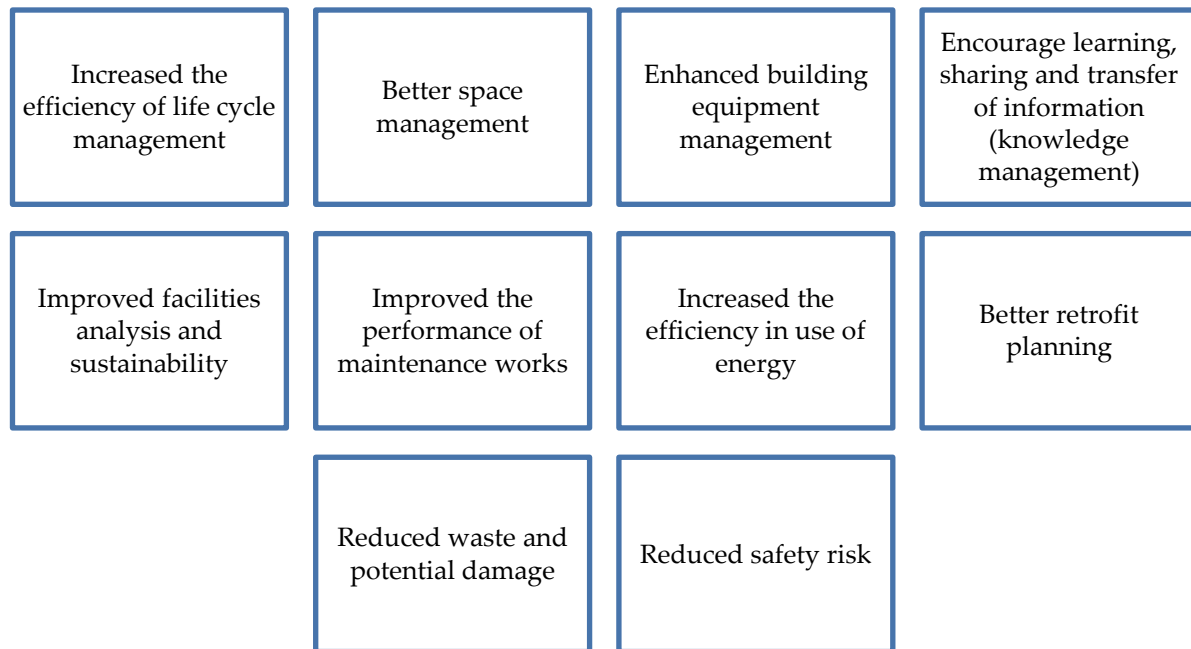 Increased the
efficiency of life cycle
management
Better space
management
Enhanced building
equipment
management
Encourage learning,
sharing and transfer
of information
(knowledge
management)
Improved facilities
analysis and
sustainability
Improved the
performance of
maintenance works
Increased the
efficiency in use of
energy
Better retrofit
planning
Reduced waste and
potential damage
Reduced safety risk